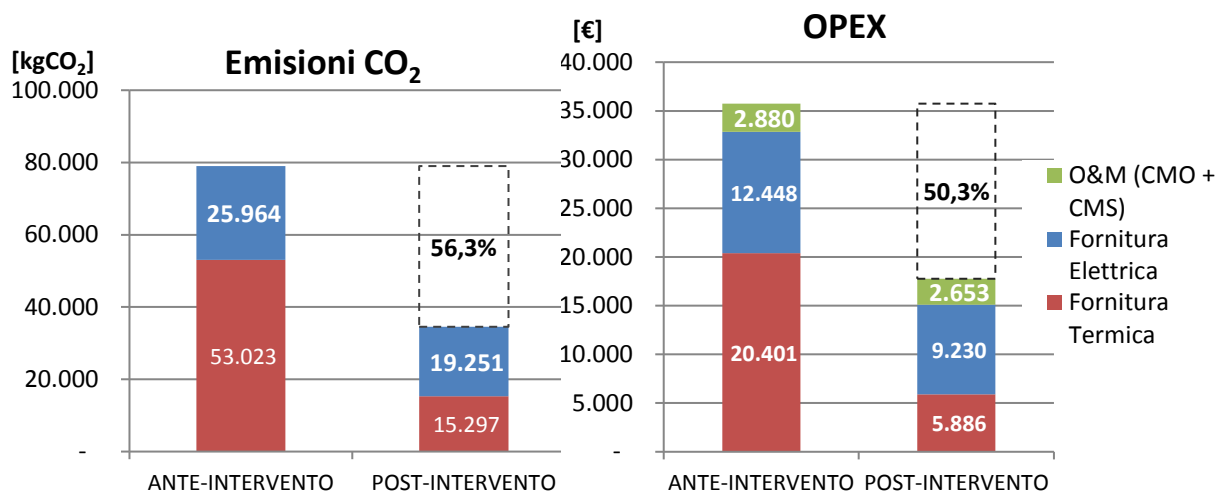 [kgCO₂]
Emisioni CO₂
100.000
80.000
60.000
40.000
20.000
-
25.964
53.023
56,3%
19.251
15.297
ANTE-INTERVENTO
POST-INTERVENTO
[€]
OPEX
40.000
35.000
30.000
25.000
20.000
15.000
10.000
5.000
-
2.880
12.448
20.401
50,3%
2.653
9.230
5.886
ANTE-INTERVENTO
POST-INTERVENTO
O&M (CMO +
CMS)
Fornitura
Elettrica
Fornitura
Termica